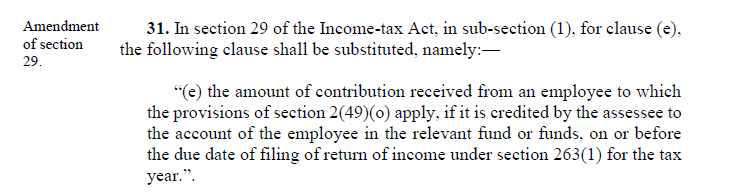 Amendment
of section
29.
31. In section 29 of the Income-tax Act, in sub-section (1), for clause (e),
the following clause shall be substituted, namely:—
“(e) the amount of contribution received from an employee to which
the provisions of section 2(49)(o) apply, if it is credited by the assessee to
the account of the employee in the relevant fund or funds, on or before
the due date of filing of return of income under section 263(1) for the tax
year.”.